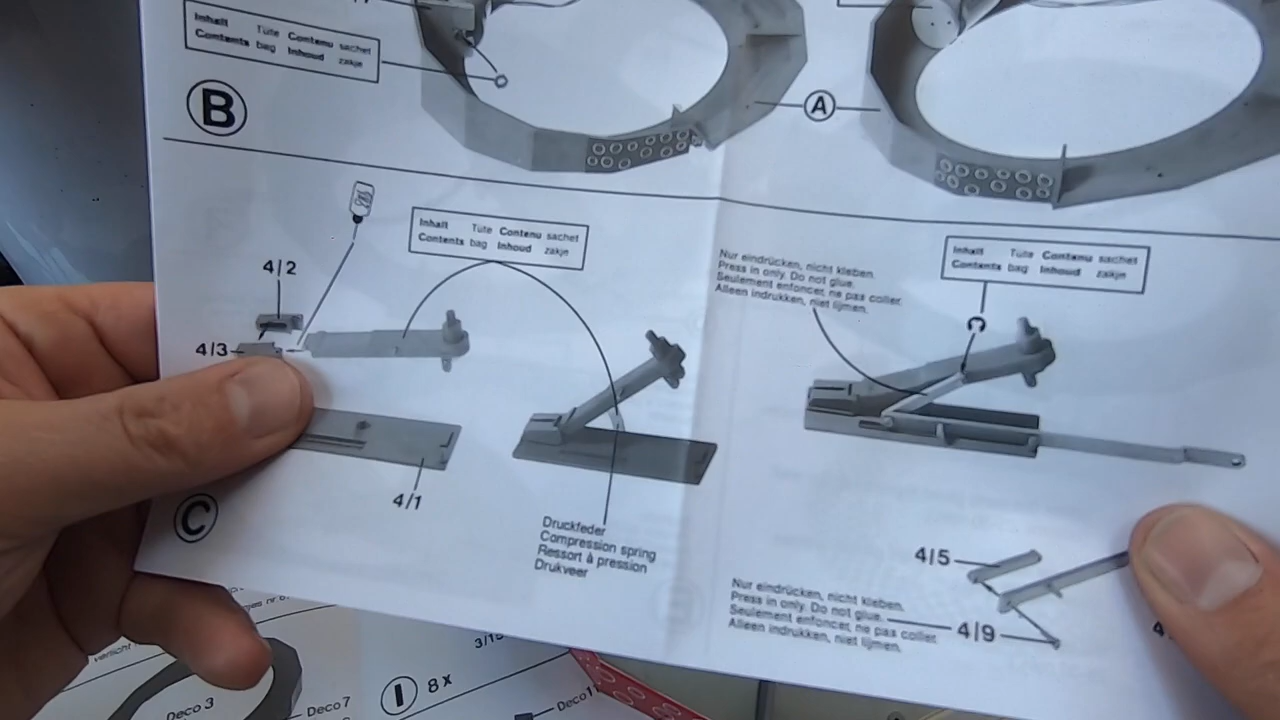 Inhalt Tüte Contenu sachet
Contents bag Inhoud zakje
B
A
Inhalt Tüte Contenu sachet
Contents bag Inhoud zakje
4/2
4/3
4/1
C
Druckfeder
Compression spring
Ressort à pression
Drukveer
Nur eindrücken, nicht kleben.
Press in only. Do not glue.
Seulement enfoncer, ne pas coller.
Alleen indrukken, niet lijmen.
Inhalt Tüte Contenu sachet
Contents bag Inhoud zakje
4/5
Nur eindrücken, nicht kleben.
Press in only. Do not glue.
Seulement enfoncer, ne pas coller.
Alleen indrukken, niet lijmen.
4/9
Deco 3
Deco 7
I 8x